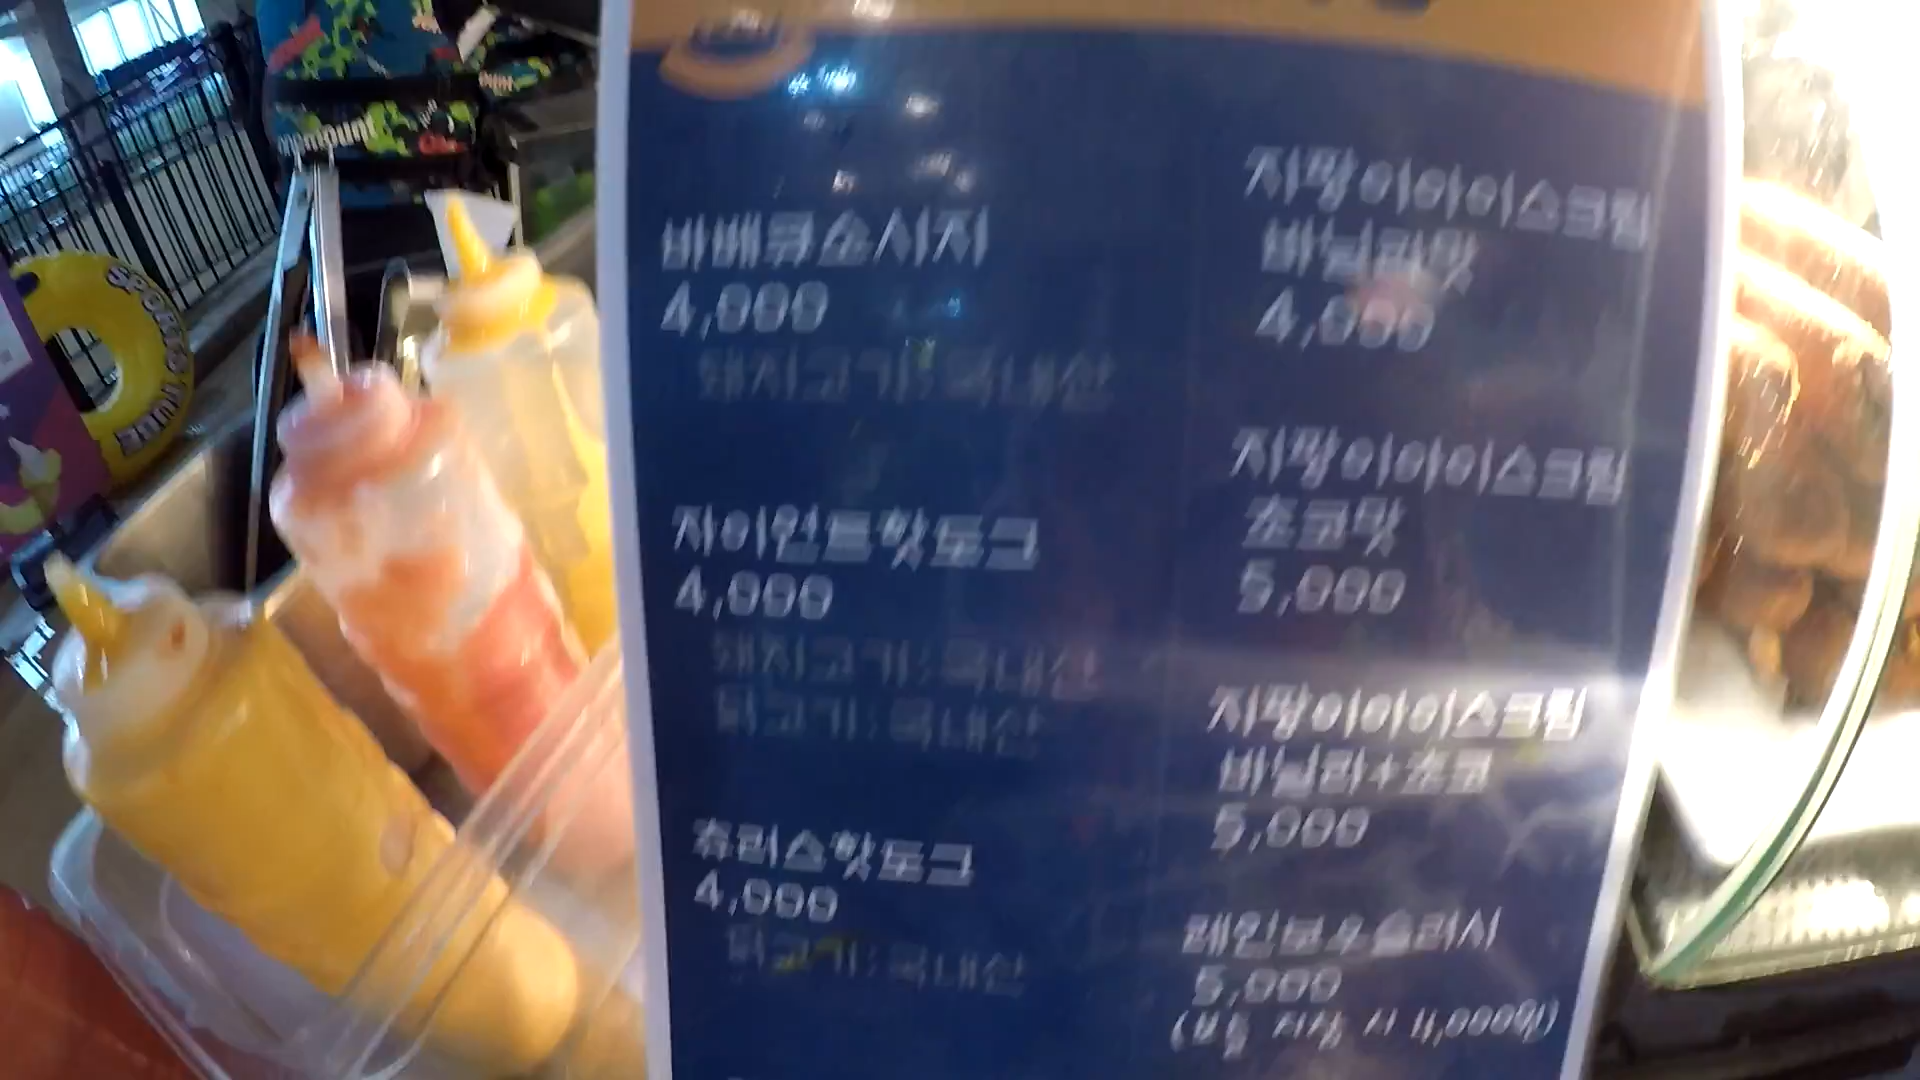 바베큐소시지
4,000
돼지고기:국내산
자이언트핫도그
4,000
돼지고기:국내산
닭고기:국내산
츄러스핫도그
4,000
닭고기:국내산
지팡이아이스크림
바닐라맛
4,000
지팡이아이스크림
초코맛
5,000
지팡이아이스크림
바닐라+초코
5,000
레인보우슬러시
5,000
SPORTS TUBE